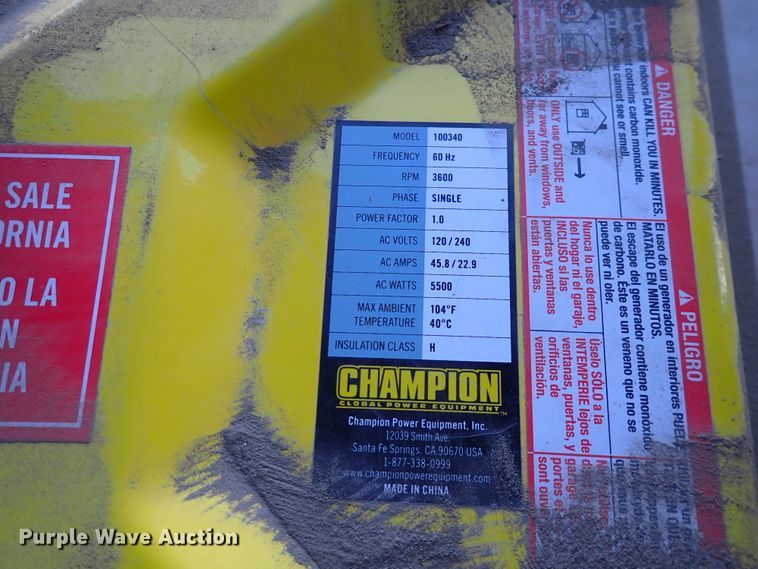 SALE
ORNIA
O LA
N
IA
MODEL 100340
FREQUENCY 60 Hz
RPM 3600
PHASE SINGLE
POWER FACTOR 1.0
AC VOLTS 120 / 240
AC AMPS 45.8 / 22.9
AC WATTS 5500
MAX AMBIENT 104°F
TEMPERATURE 40°C
INSULATION CLASS H
CHAMPION
GLOBAL POWER EQUIPMENT™
Champion Power Equipment, Inc.
12039 Smith Ave.
Santa Fe Springs, CA 90670 USA
1-877-338-0999
www.championpowerequipment.com
MADE IN CHINA
DANGER
indoors CAN KILL YOU IN MINUTES.
contains carbon monoxide.
you cannot see or smell.
ONLY use OUTSIDE and
far away from windows,
doors, and vents.
PELIGRO
El uso de un generador en interiores PUEDE
MATARLO EN MINUTOS.
El escape del generador contiene monóxido
de carbono. Éste es un veneno que no se
puede ver ni oler.
Nunca lo use dentro
del hogar ni el garaje,
INCLUSO si las
puertas y ventanas
están abiertas.
Úselo SÓLO a la
INTEMPERIE lejos de
ventanas, puertas, y
orificios de
ventilación.
Purple Wave Auction